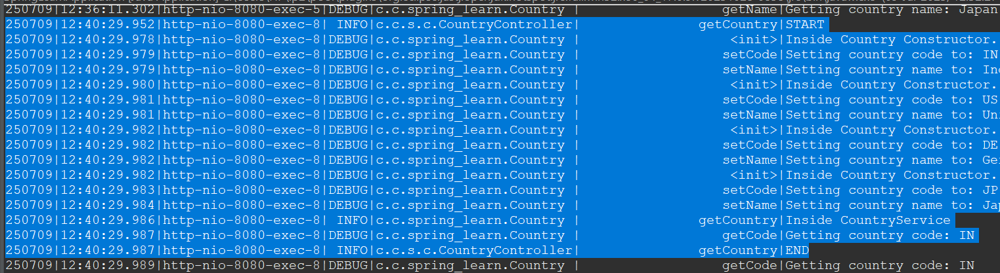 250709|12:36:11.302|http-nio-8080-exec-5|DEBUG|c.c.spring_learn.Country | getName|Getting country name: Japan
250709|12:40:29.952|http-nio-8080-exec-8| INFO|c.c.s.c.CountryController| getCountry|START
250709|12:40:29.978|http-nio-8080-exec-8|DEBUG|c.c.spring_learn.Country | <init>|Inside Country Constructor.
250709|12:40:29.979|http-nio-8080-exec-8|DEBUG|c.c.spring_learn.Country | setCode|Setting country code to: IN
250709|12:40:29.979|http-nio-8080-exec-8|DEBUG|c.c.spring_learn.Country | setName|Setting country name to: Ind
250709|12:40:29.980|http-nio-8080-exec-8|DEBUG|c.c.spring_learn.Country | <init>|Inside Country Constructor.
250709|12:40:29.981|http-nio-8080-exec-8|DEBUG|c.c.spring_learn.Country | setCode|Setting country code to: US
250709|12:40:29.981|http-nio-8080-exec-8|DEBUG|c.c.spring_learn.Country | setName|Setting country name to: Uni
250709|12:40:29.982|http-nio-8080-exec-8|DEBUG|c.c.spring_learn.Country | <init>|Inside Country Constructor.
250709|12:40:29.982|http-nio-8080-exec-8|DEBUG|c.c.spring_learn.Country | setCode|Setting country code to: DE
250709|12:40:29.982|http-nio-8080-exec-8|DEBUG|c.c.spring_learn.Country | setName|Setting country name to: Ger
250709|12:40:29.982|http-nio-8080-exec-8|DEBUG|c.c.spring_learn.Country | <init>|Inside Country Constructor.
250709|12:40:29.983|http-nio-8080-exec-8|DEBUG|c.c.spring_learn.Country | setCode|Setting country code to: JP
250709|12:40:29.984|http-nio-8080-exec-8|DEBUG|c.c.spring_learn.Country | setName|Setting country name to: Jap
250709|12:40:29.986|http-nio-8080-exec-8| INFO|c.c.spring_learn.Country | getCountry|Inside CountryService
250709|12:40:29.987|http-nio-8080-exec-8|DEBUG|c.c.spring_learn.Country | getCode|Getting country code: IN
250709|12:40:29.987|http-nio-8080-exec-8| INFO|c.c.s.c.CountryController| getCountry|END
250709|12:40:29.989|http-nio-8080-exec-8|DEBUG|c.c.spring_learn.Country | getCode|Getting country code: IN